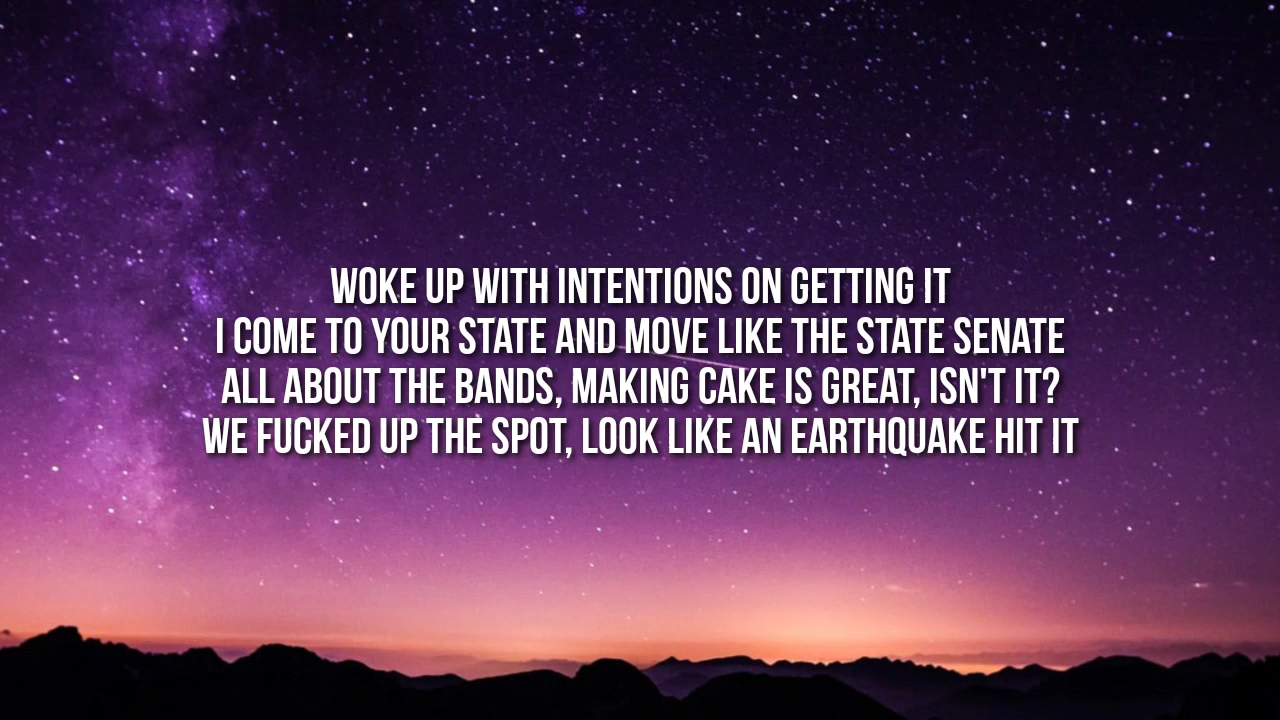 WOKE UP WITH INTENTIONS ON GETTING IT
I COME TO YOUR STATE AND MOVE LIKE THE STATE SENATE
ALL ABOUT THE BANDS, MAKING CAKE IS GREAT, ISN'T IT?
WE FUCKED UP THE SPOT, LOOK LIKE AN EARTHQUAKE HIT IT